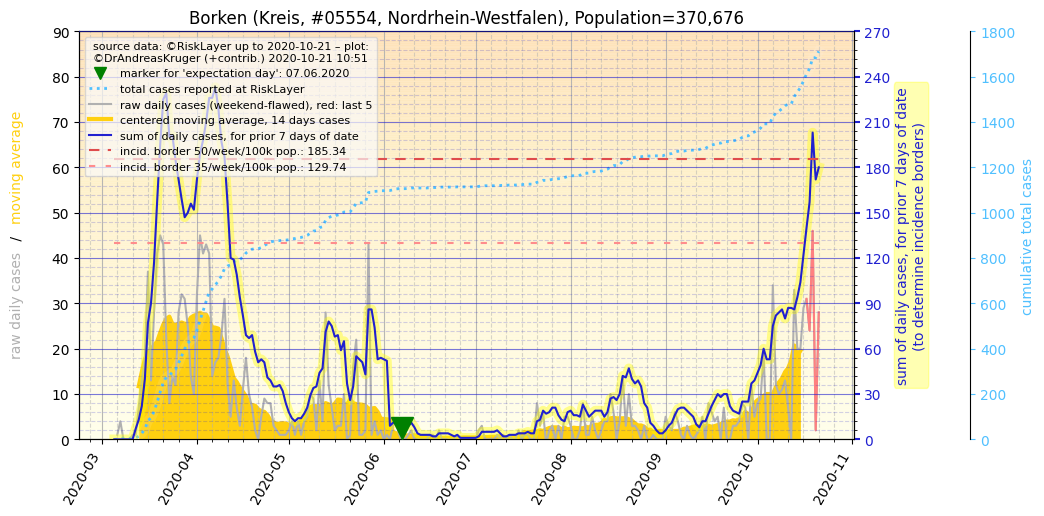 Borken (Kreis, #05554, Nordrhein-Westfalen), Population=370,676
source data: ©RiskLayer up to 2020-10-21 – plot:
©DrAndreasKruger (+contrib.) 2020-10-21 10:51
marker for 'expectation day': 07.06.2020
total cases reported at RiskLayer
raw daily cases (weekend-flawed), red: last 5
centered moving average, 14 days cases
sum of daily cases, for prior 7 days of date
incid. border 50/week/100k pop.: 185.34
incid. border 35/week/100k pop.: 129.74
raw daily cases / moving average
90
80
70
60
50
40
30
20
10
0
270
240
210
180
150
120
90
60
30
0
sum of daily cases, for prior 7 days of date
(to determine incidence borders)
1800
1600
1400
1200
1000
800
600
400
200
0
cumulative total cases
2020-03
2020-04
2020-05
2020-06
2020-07
2020-08
2020-09
2020-10
2020-11